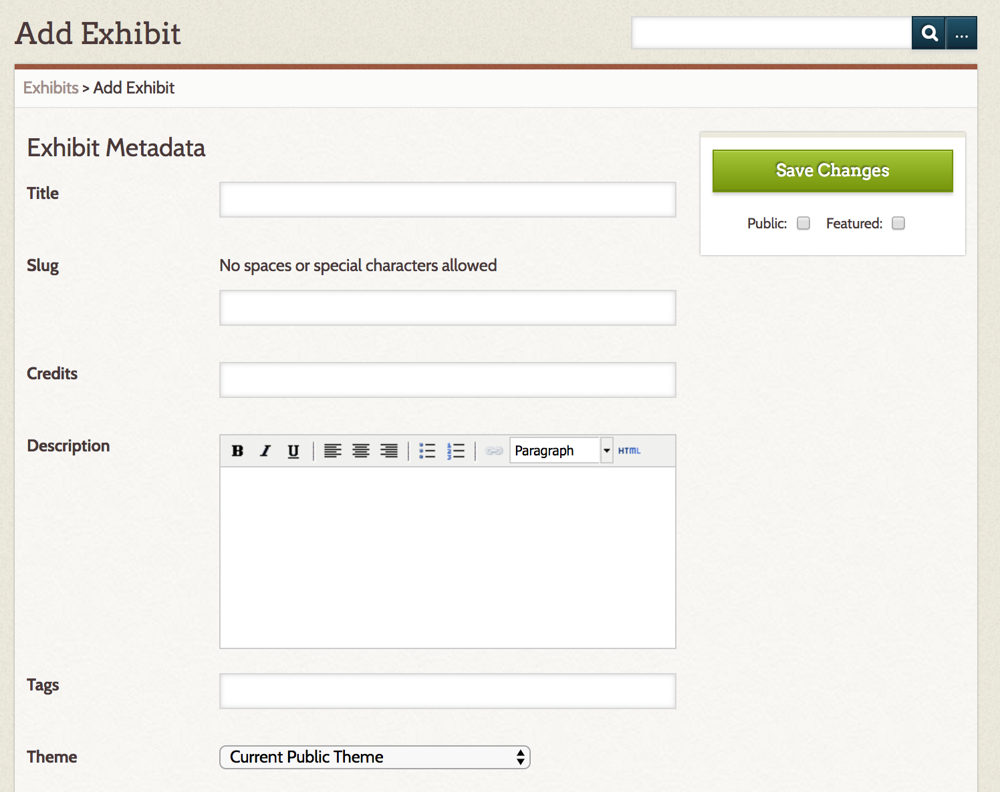 Add Exhibit
...
Exhibits > Add Exhibit
Exhibit Metadata
Save Changes
Public: Featured:
Title
Slug
No spaces or special characters allowed
Credits
Description
B I U Paragraph HTML
Tags
Theme
Current Public Theme